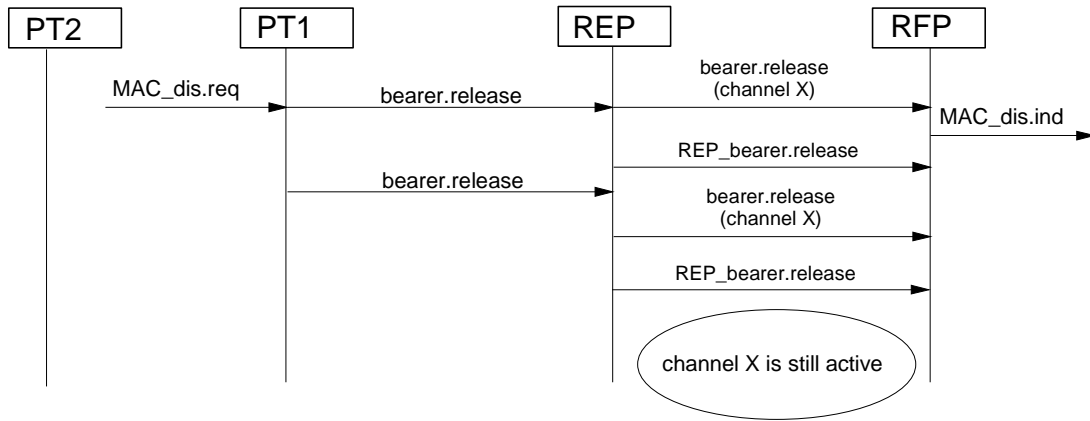 PT2
PT1
REP
RFP
MAC_dis.req
bearer.release
bearer.release
(channel X)
MAC_dis.ind
REP_bearer.release
bearer.release
bearer.release
(channel X)
REP_bearer.release
channel X is still active